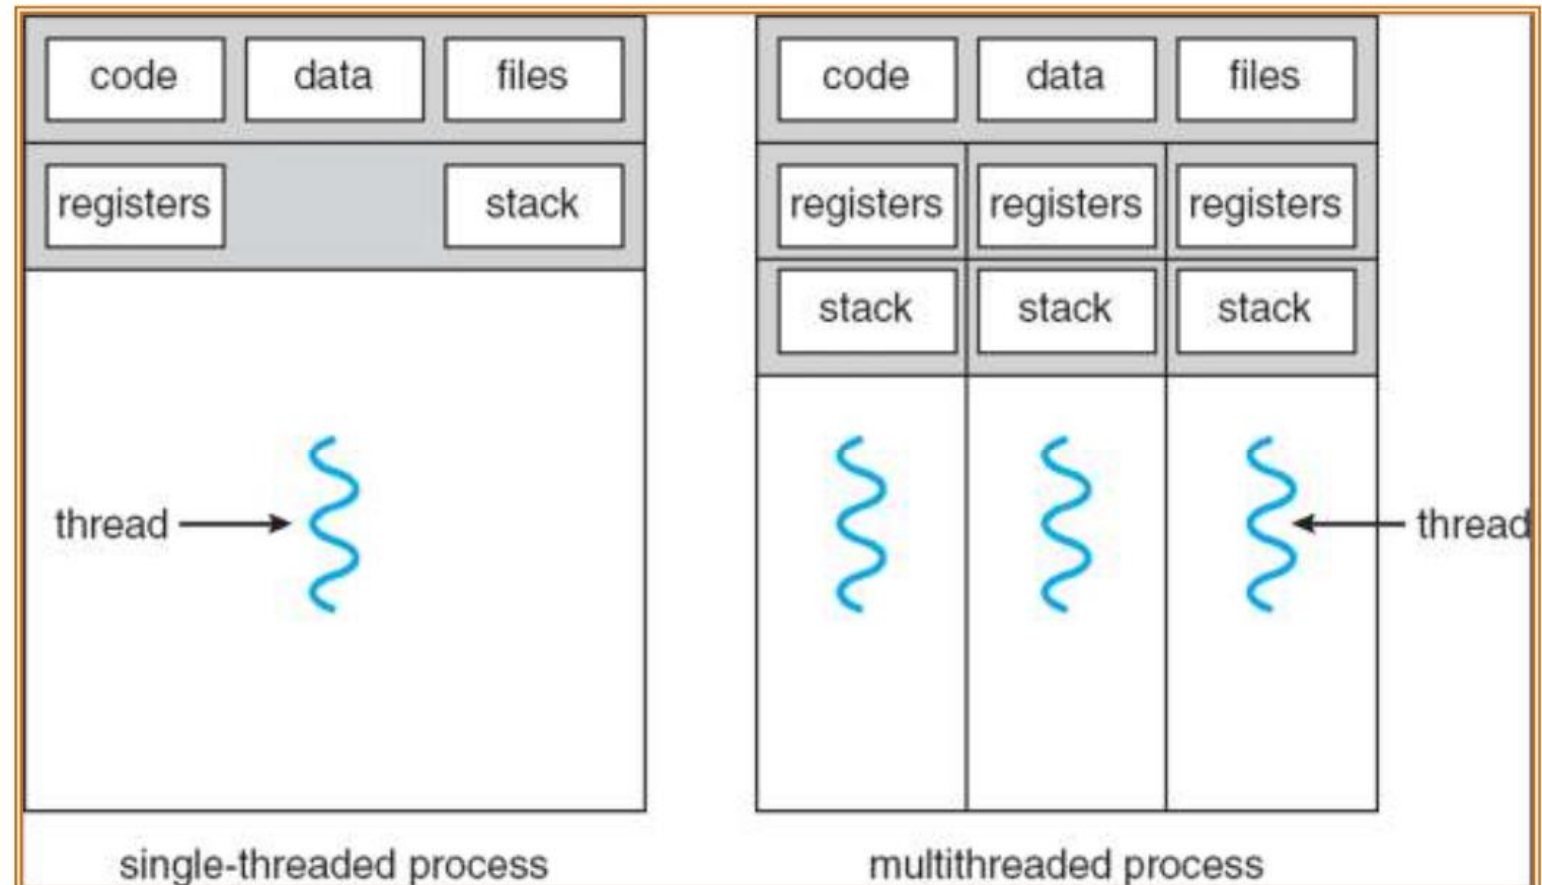 code data files
registers stack
thread
single-threaded process
code data files
registers registers registers
stack stack stack
thread
multithreaded process